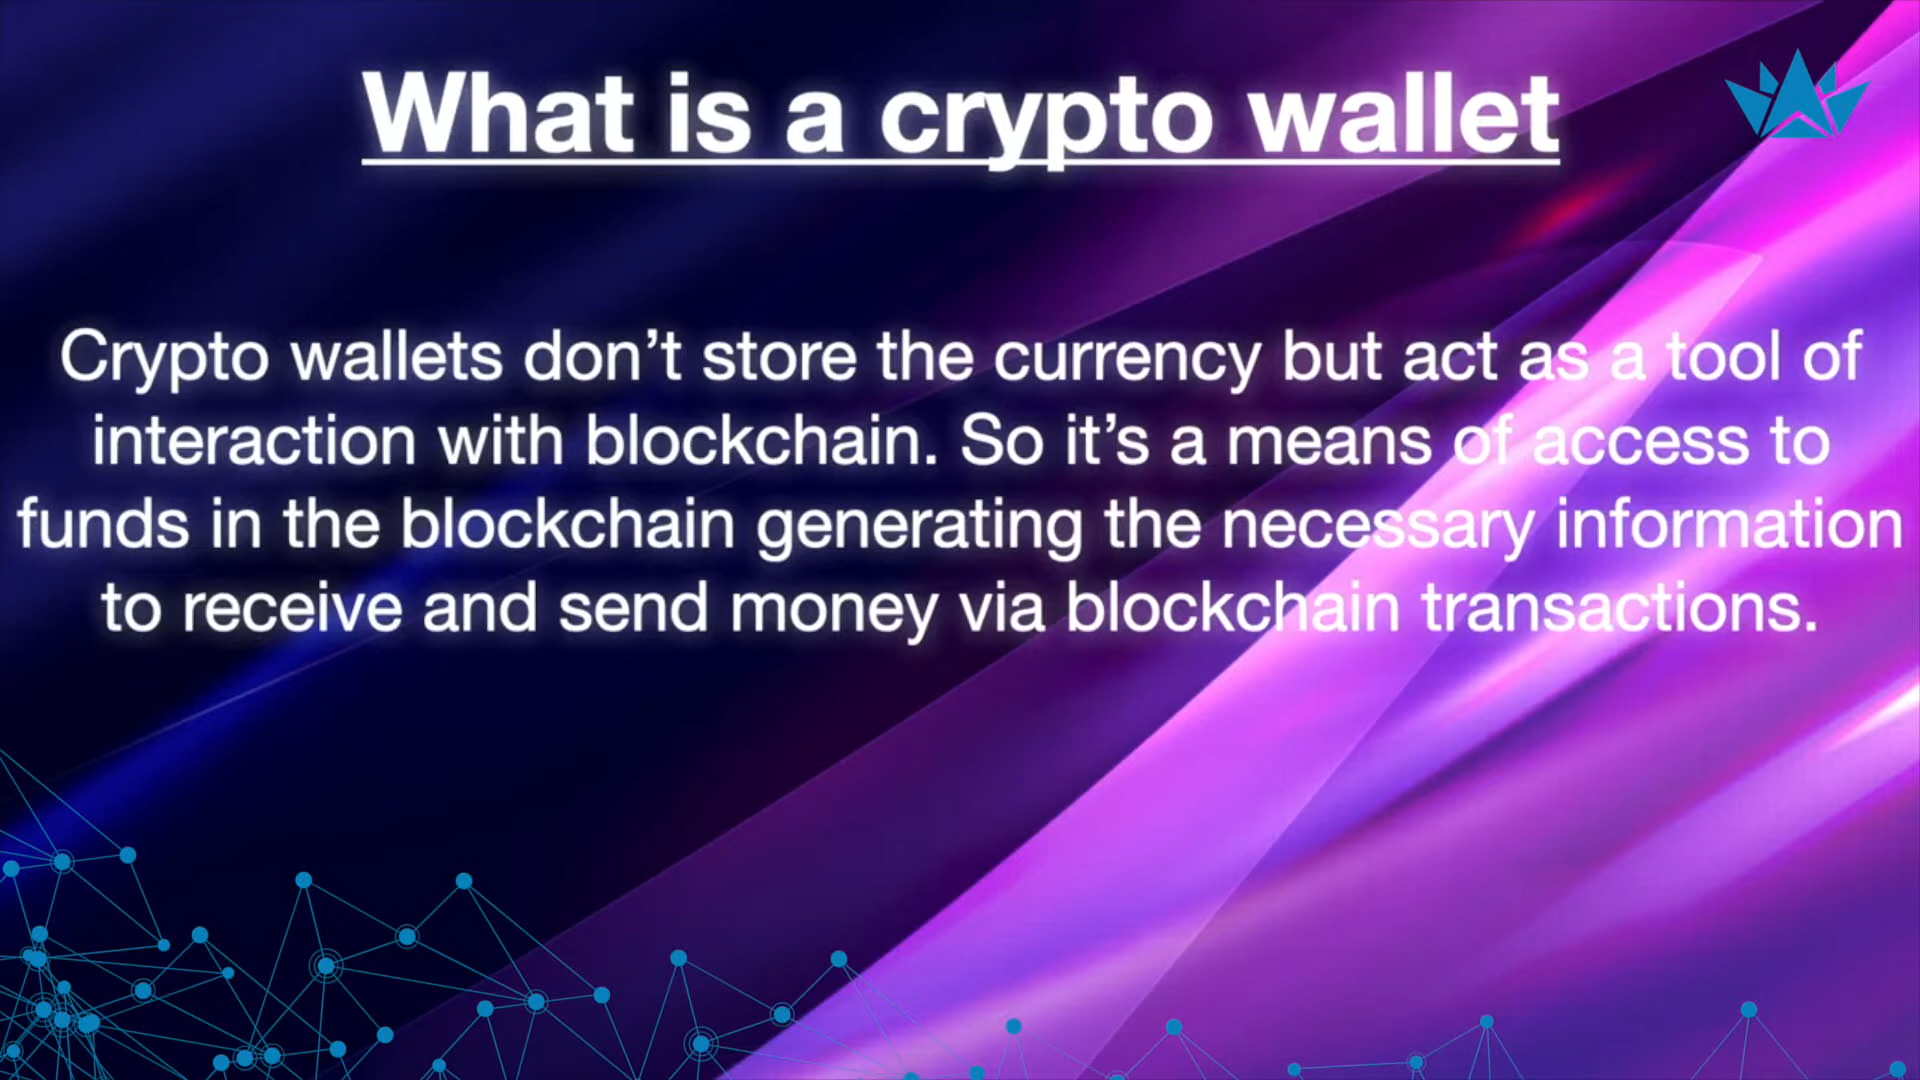 What is a crypto wallet
Crypto wallets don’t store the currency but act as a tool of
interaction with blockchain. So it’s a means of access to
funds in the blockchain generating the necessary information
to receive and send money via blockchain transactions.